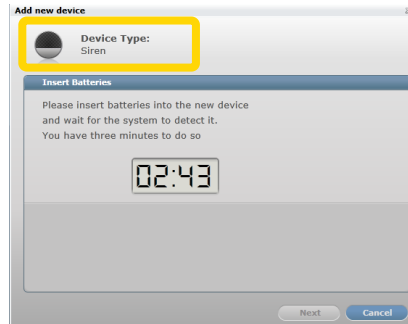 Add new device
Device Type:
Siren
Insert Batteries
Please insert batteries into the new device
and wait for the system to detect it.
You have three minutes to do so
02:43
Next
Cancel